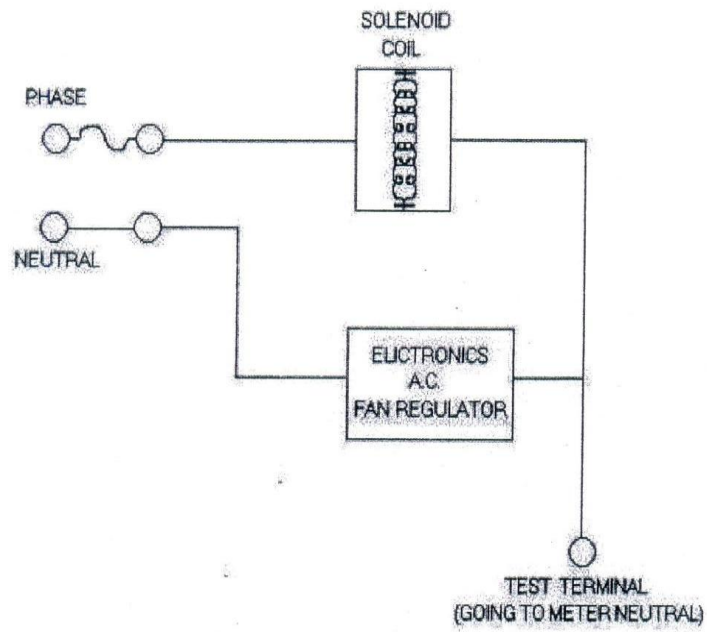 SOLENOID
COIL
PHASE
NEUTRAL
ELICTRONICS
A.C.
FAN REGULATOR
TEST TERMINAL
(GOING TO METER NEUTRAL)